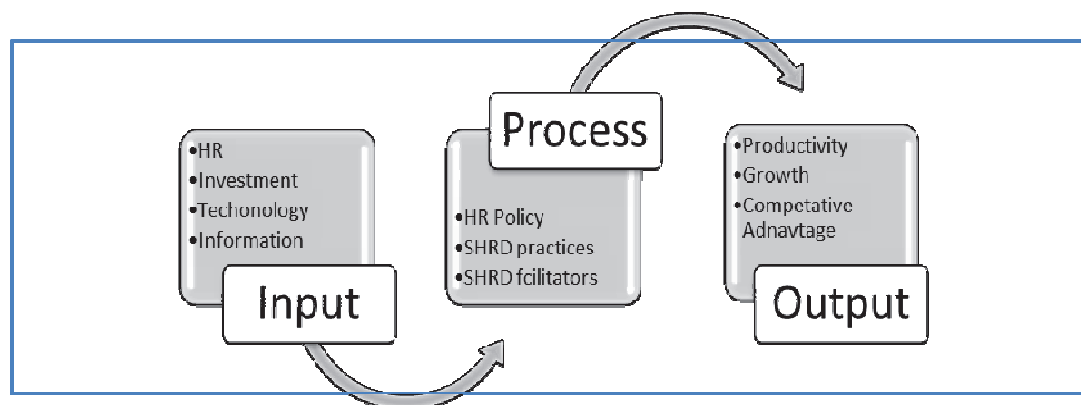 •HR
•Investment
•Techonology
•Information
Input
Process
•HR Policy
•SHRD practices
•SHRD fcilitators
•Productivity
•Growth
•Competative
Adnavtage
Output